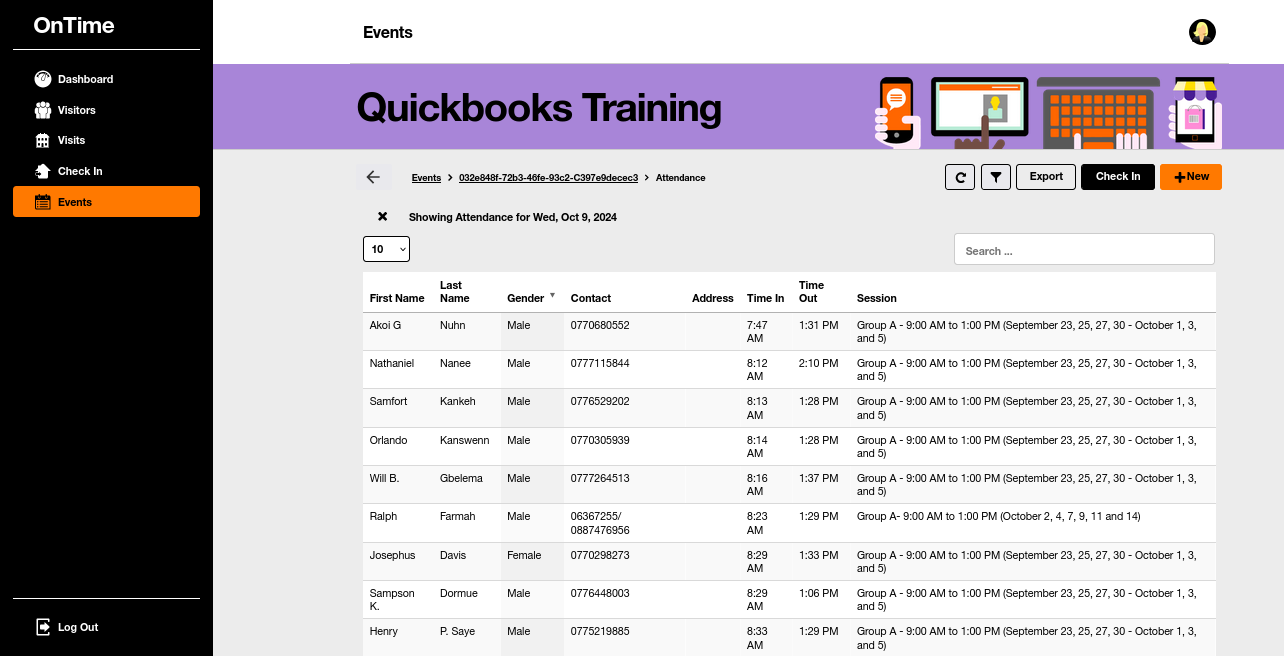 OnTime
Dashboard
Visitors
Visits
Check In
Events
Log Out
Events
Quickbooks Training
Events > 032e848f-72b3-46fe-93c2-C397e9decec3 > Attendance
Export
Check In
+New
Showing Attendance for Wed, Oct 9, 2024
10
Search ...
First Name Last Name Gender Contact Address Time In Time Out Session
Akoi G Nuhn Male 0770680552 7:47 AM 1:31 PM Group A - 9:00 AM to 1:00 PM (September 23, 25, 27, 30 - October 1, 3, and 5)
Nathaniel Nanee Male 0777115844 8:12 AM 2:10 PM Group A - 9:00 AM to 1:00 PM (September 23, 25, 27, 30 - October 1, 3, and 5)
Samfort Kankeh Male 0776529202 8:13 AM 1:28 PM Group A - 9:00 AM to 1:00 PM (September 23, 25, 27, 30 - October 1, 3, and 5)
Orlando Kanswenn Male 0770305939 8:14 AM 1:28 PM Group A - 9:00 AM to 1:00 PM (September 23, 25, 27, 30 - October 1, 3, and 5)
Will B. Gbelema Male 0777264513 8:16 AM 1:37 PM Group A - 9:00 AM to 1:00 PM (September 23, 25, 27, 30 - October 1, 3, and 5)
Ralph Farmah Male 06367255/ 0887476956 8:23 AM 1:29 PM Group A- 9:00 AM to 1:00 PM (October 2, 4, 7, 9, 11 and 14)
Josephus Davis Female 0770298273 8:29 AM 1:33 PM Group A - 9:00 AM to 1:00 PM (September 23, 25, 27, 30 - October 1, 3, and 5)
Sampson K. Dormue Male 0776448003 8:29 AM 1:06 PM Group A - 9:00 AM to 1:00 PM (September 23, 25, 27, 30 - October 1, 3, and 5)
Henry P. Saye Male 0775219885 8:33 AM 1:29 PM Group A - 9:00 AM to 1:00 PM (September 23, 25, 27, 30 - October 1, 3, and 5)